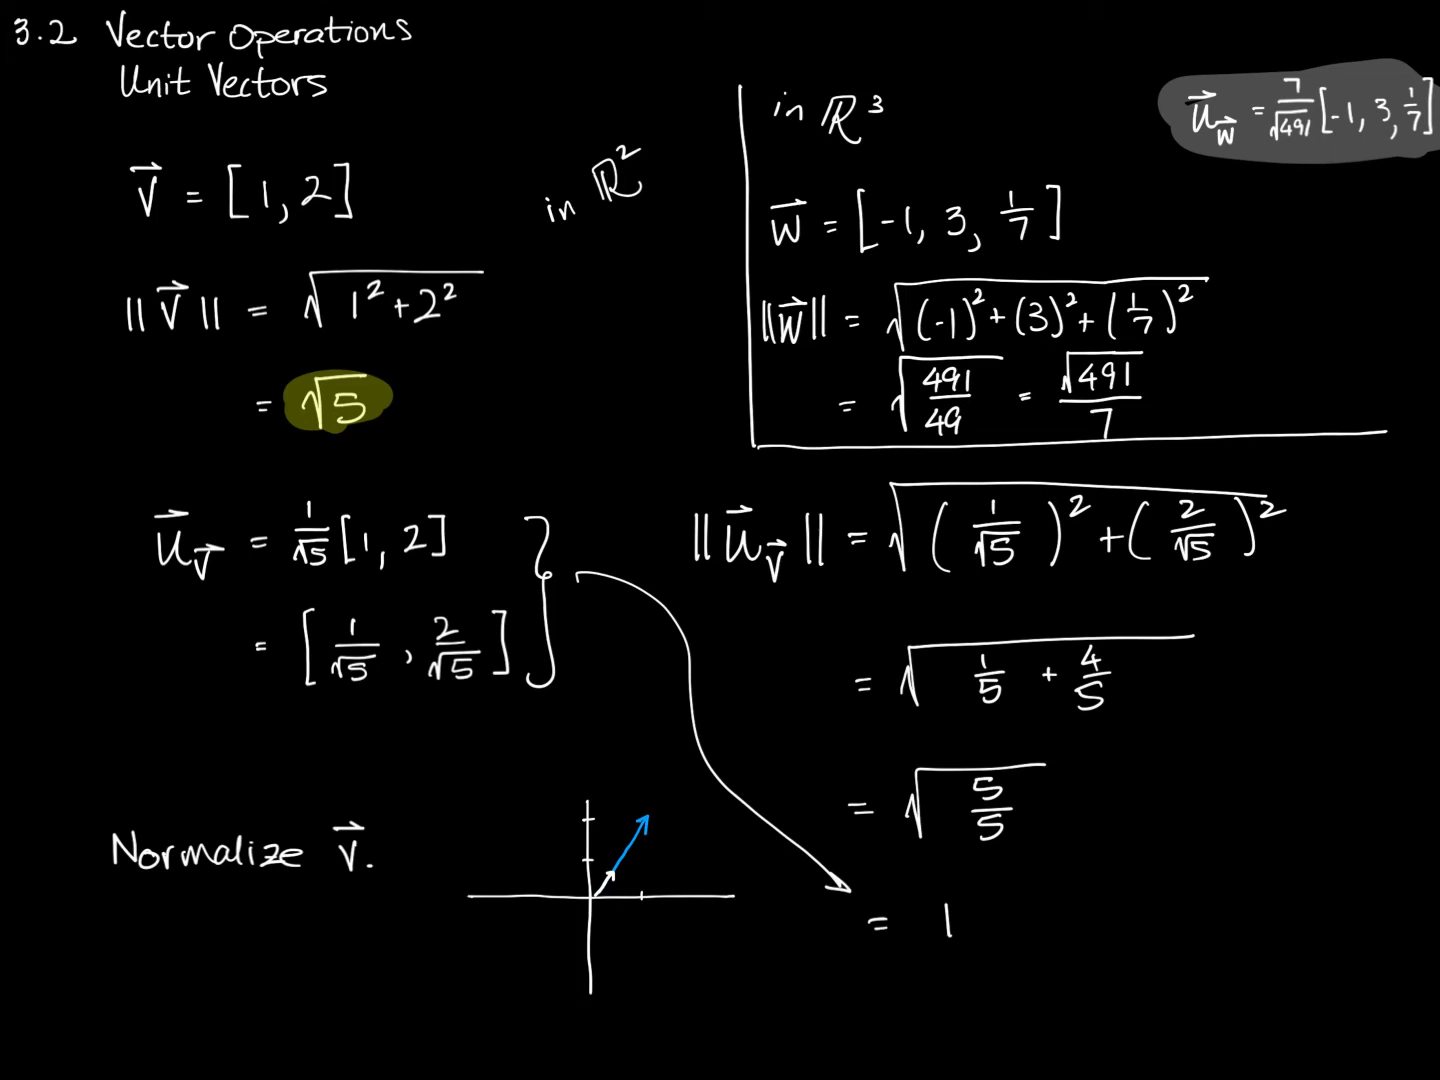 3.2 Vector Operations
Unit Vectors
v⃗ = [1, 2]
in ℝ²
||v⃗|| = √(1² + 2²)
= √5
u⃗_v⃗ = 1/√5 [1, 2]
= [1/√5, 2/√5]
Normalize v⃗.
in ℝ³
u⃗_w⃗ = 7/√491 [-1, 3, 1/7]
w⃗ = [-1, 3, 1/7]
||w⃗|| = √((-1)² + (3)² + (1/7)²)
= √(491/49) = √491/7
||u⃗_v⃗|| = √((1/√5)² + (2/√5)²)
= √(1/5 + 4/5)
= √(5/5)
= 1